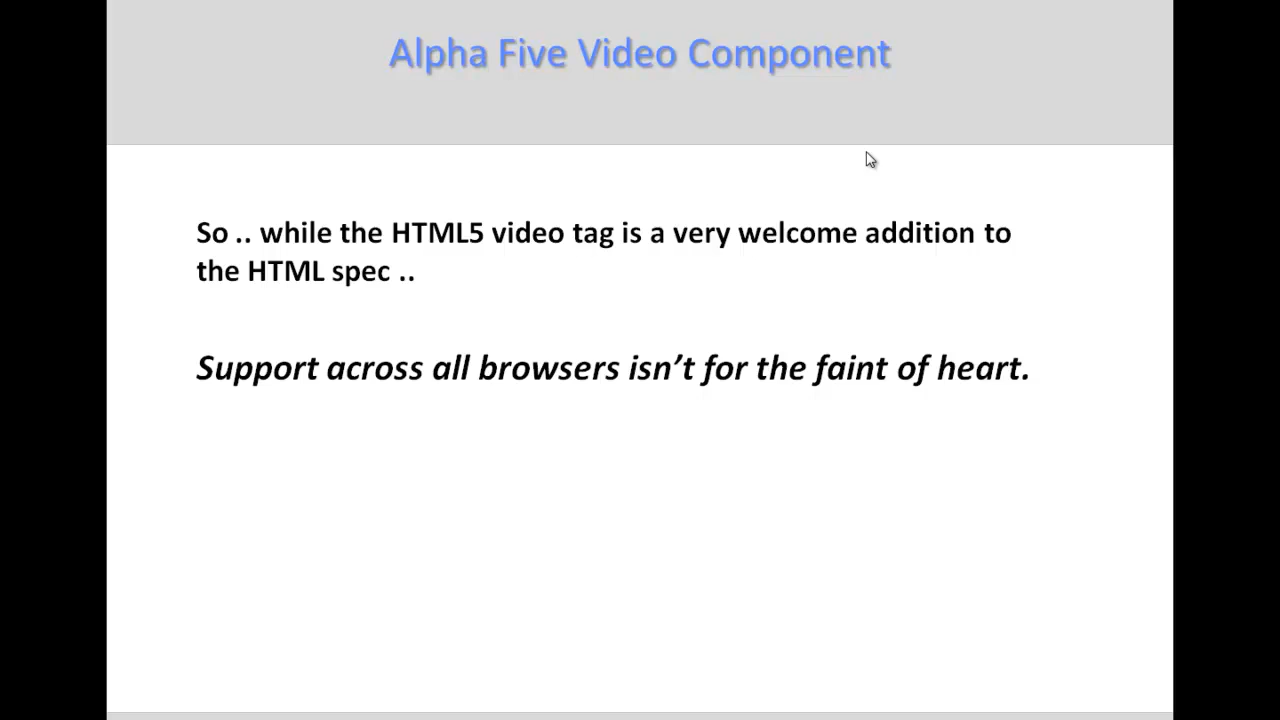 Alpha Five Video Component
So .. while the HTML5 video tag is a very welcome addition to
the HTML spec ..
Support across all browsers isn’t for the faint of heart.